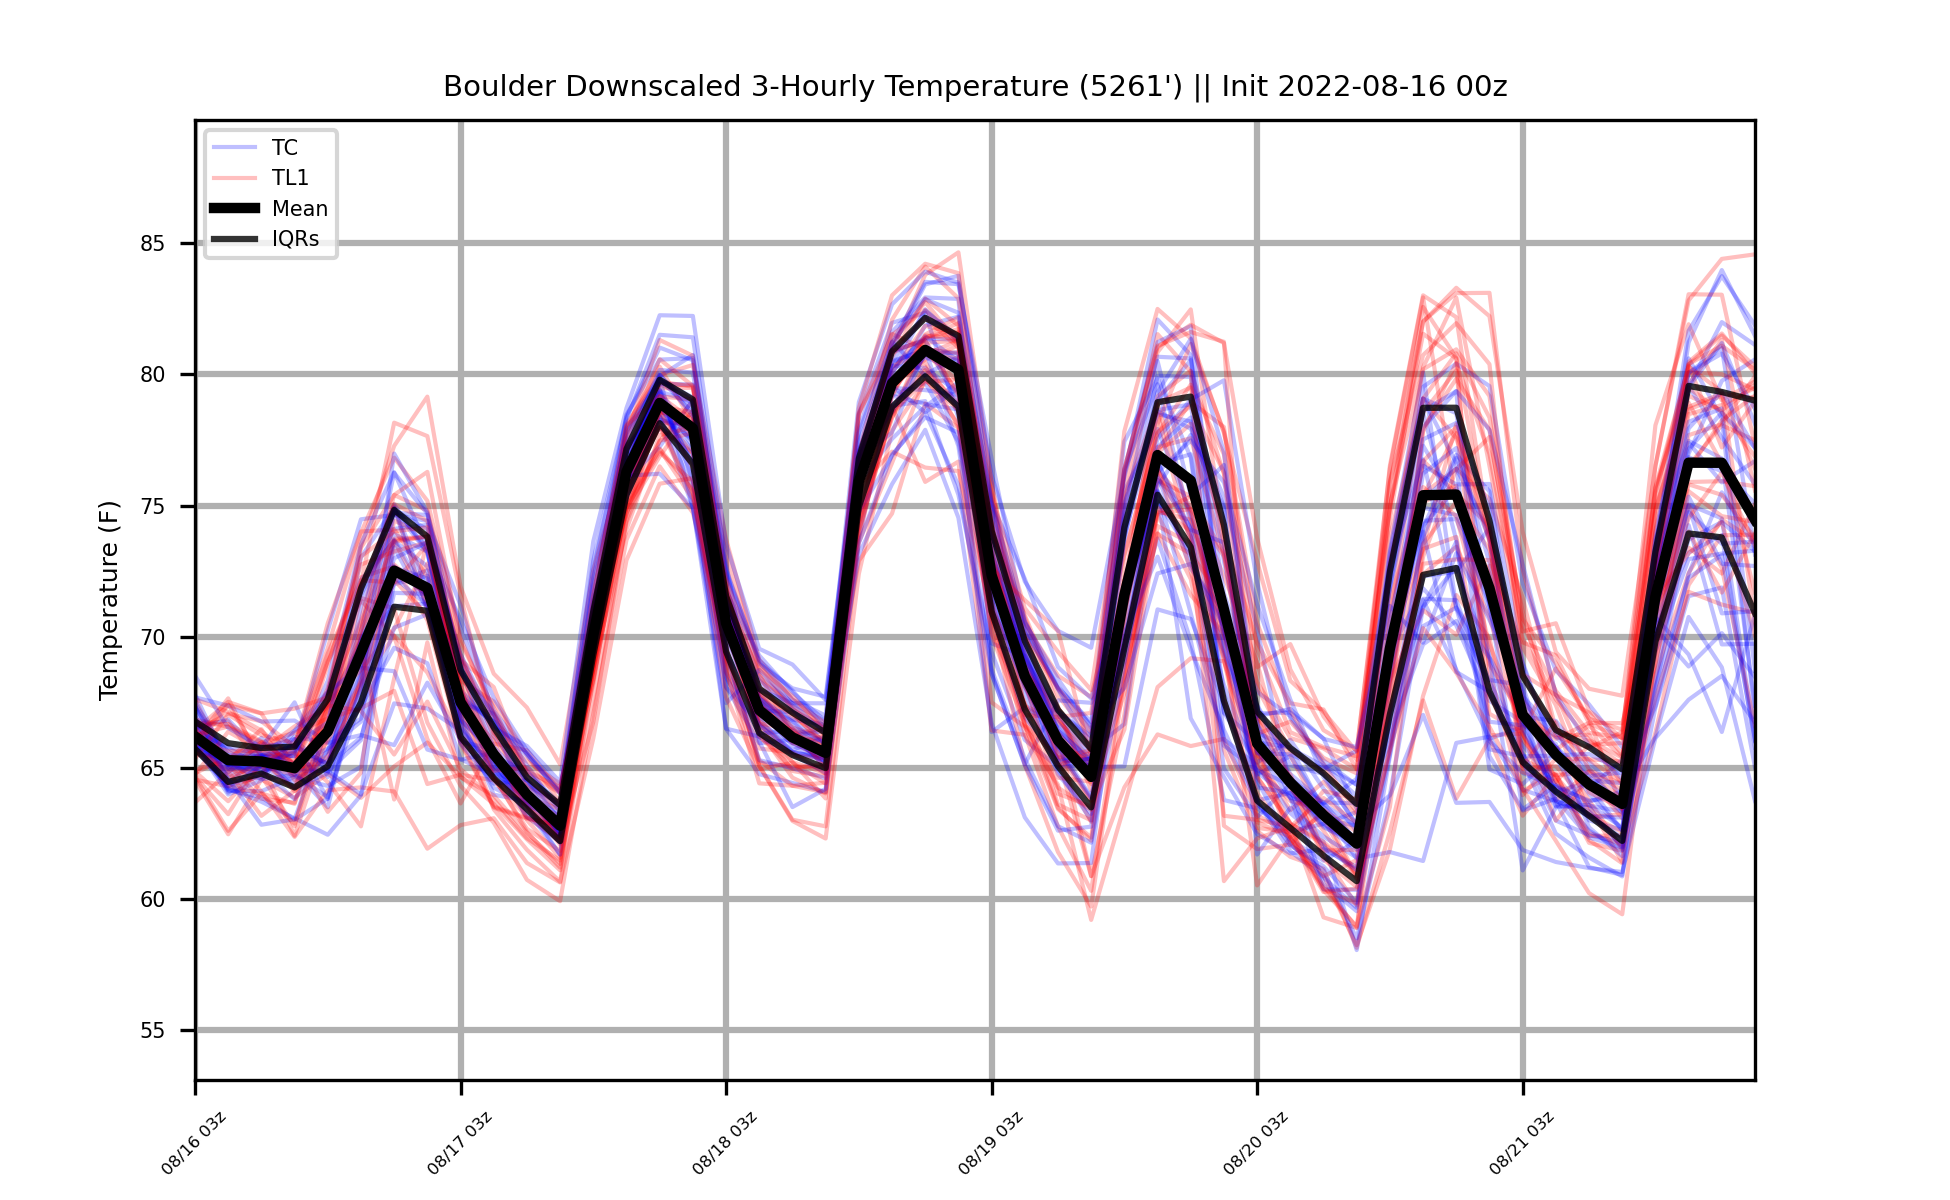 Boulder Downscaled 3-Hourly Temperature (5261') || Init 2022-08-16 00z
TC
TL1
Mean
IQRs
Temperature (F)
85
80
75
70
65
60
55
08/16 03z
08/17 03z
08/18 03z
08/19 03z
08/20 03z
08/21 03z